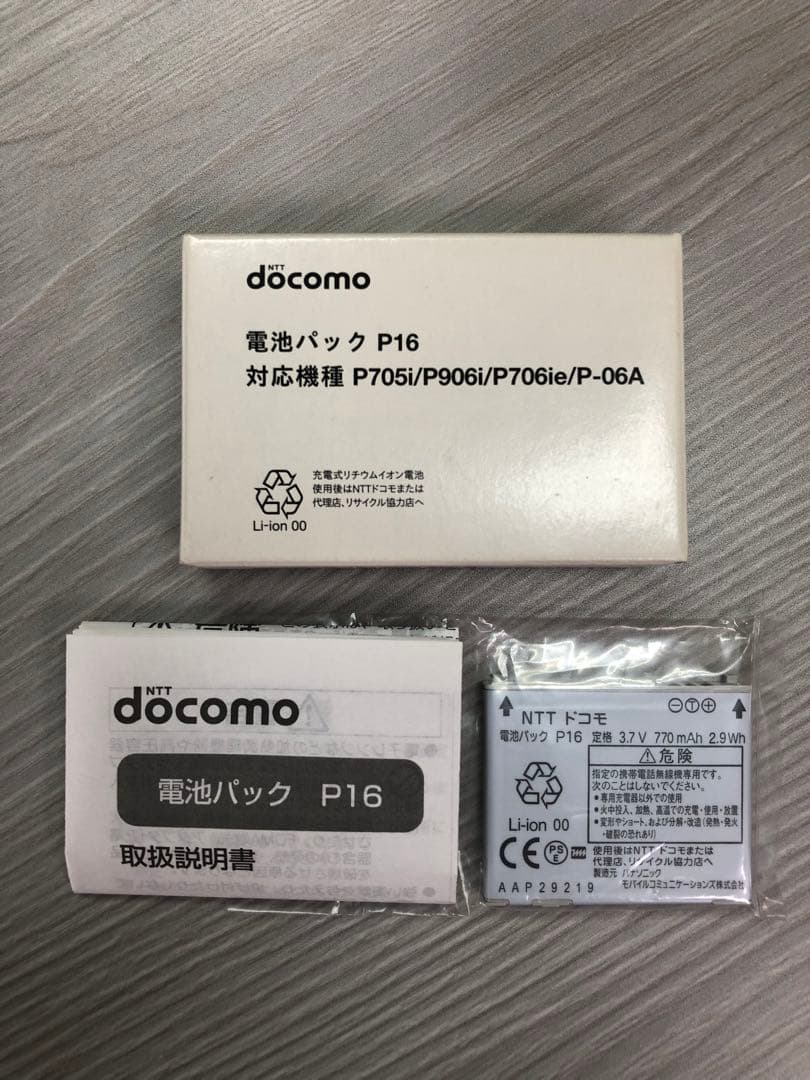 NTT
docomo
電池パック P16
対応機種 P705i/P906i/P706ie/P-06A
充電式リチウムイオン電池
使用後はNTTドコモまたは
代理店、リサイクル協力店へ
Li-ion 00
NTT
docomo
電池パック P16
取扱説明書
NTT ドコモ
⊖Ⓣ⊕
電池パック P16 定格 3.7 V 770 mAh 2.9 Wh
⚠危険
指定の携帯電話無線機専用です。
次のことはしないでください。
●専用充電器以外での使用
●火中投入、加熱、高温での充電・使用・放置
●変形やショート、および分解・改造(発熱・発火
・破裂の恐れあり)
Li-ion 00
CE PSE
使用後はNTTドコモまたは
代理店、リサイクル協力店へ
製造元 パナソニック
モバイルコミュニケーションズ株式会社
AAP29219